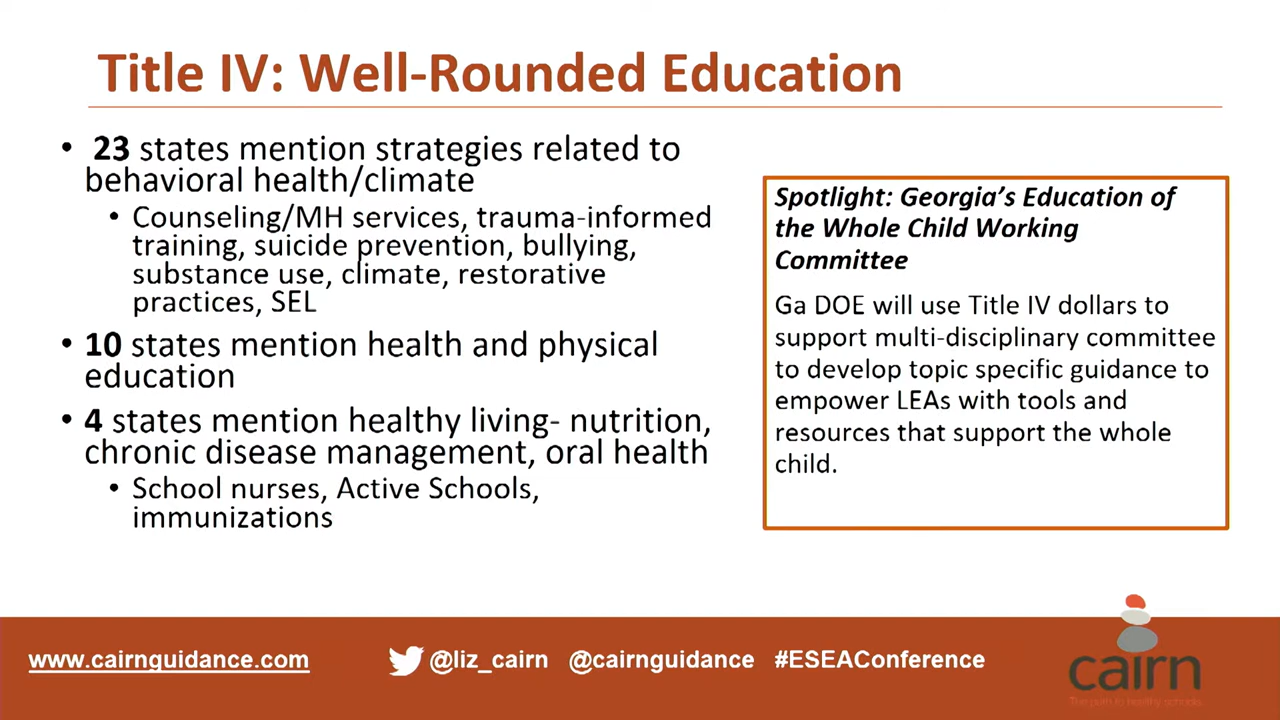 Title IV: Well-Rounded Education
• 23 states mention strategies related to
behavioral health/climate
• Counseling/MH services, trauma-informed
training, suicide prevention, bullying,
substance use, climate, restorative
practices, SEL
• 10 states mention health and physical
education
• 4 states mention healthy living- nutrition,
chronic disease management, oral health
• School nurses, Active Schools,
immunizations
Spotlight: Georgia’s Education of
the Whole Child Working
Committee
Ga DOE will use Title IV dollars to
support multi-disciplinary committee
to develop topic specific guidance to
empower LEAs with tools and
resources that support the whole
child.
www.cairnguidance.com
@liz_cairn @cairnguidance #ESEAConference
cairn
The path to healthy schools.